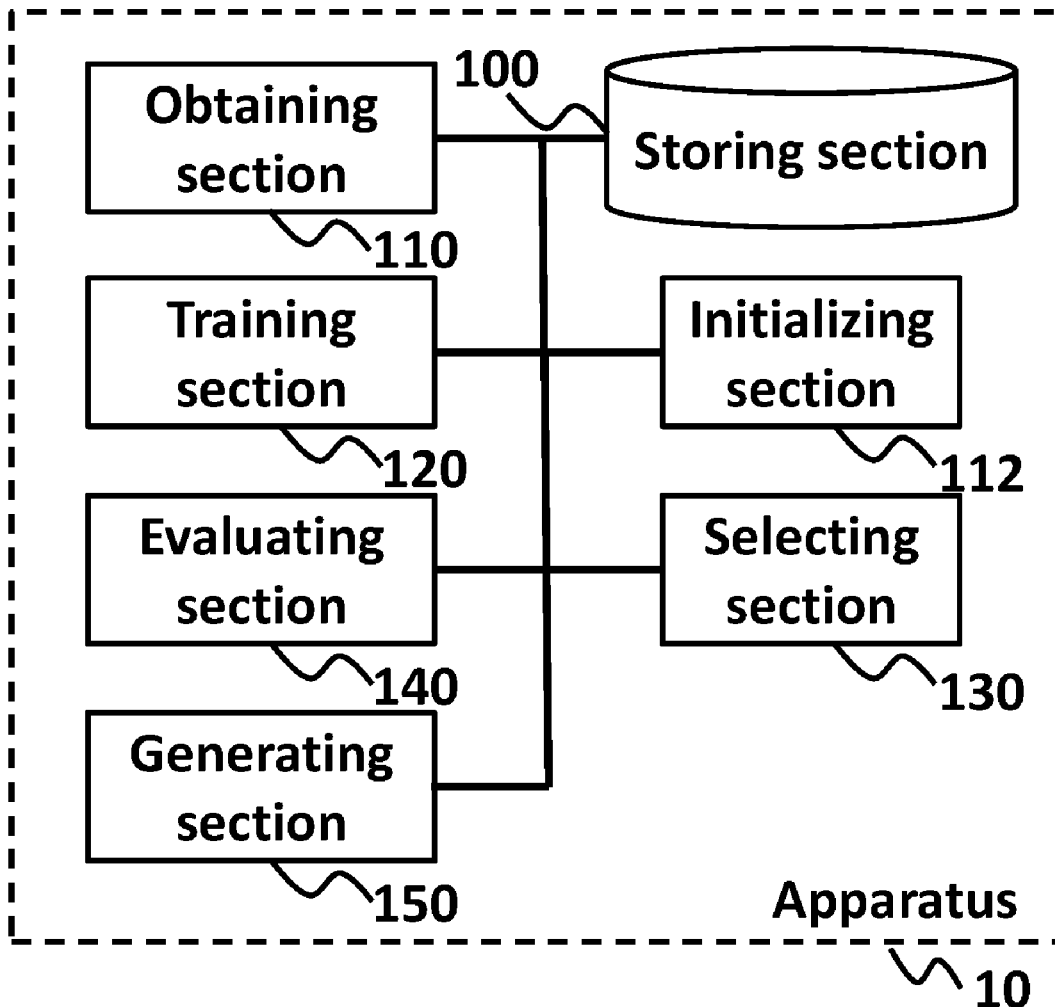 Obtaining
section
110
100
Storing section
Training
section
120
Initializing
section
112
Evaluating
section
140
Selecting
section
130
Generating
section
150
Apparatus
10